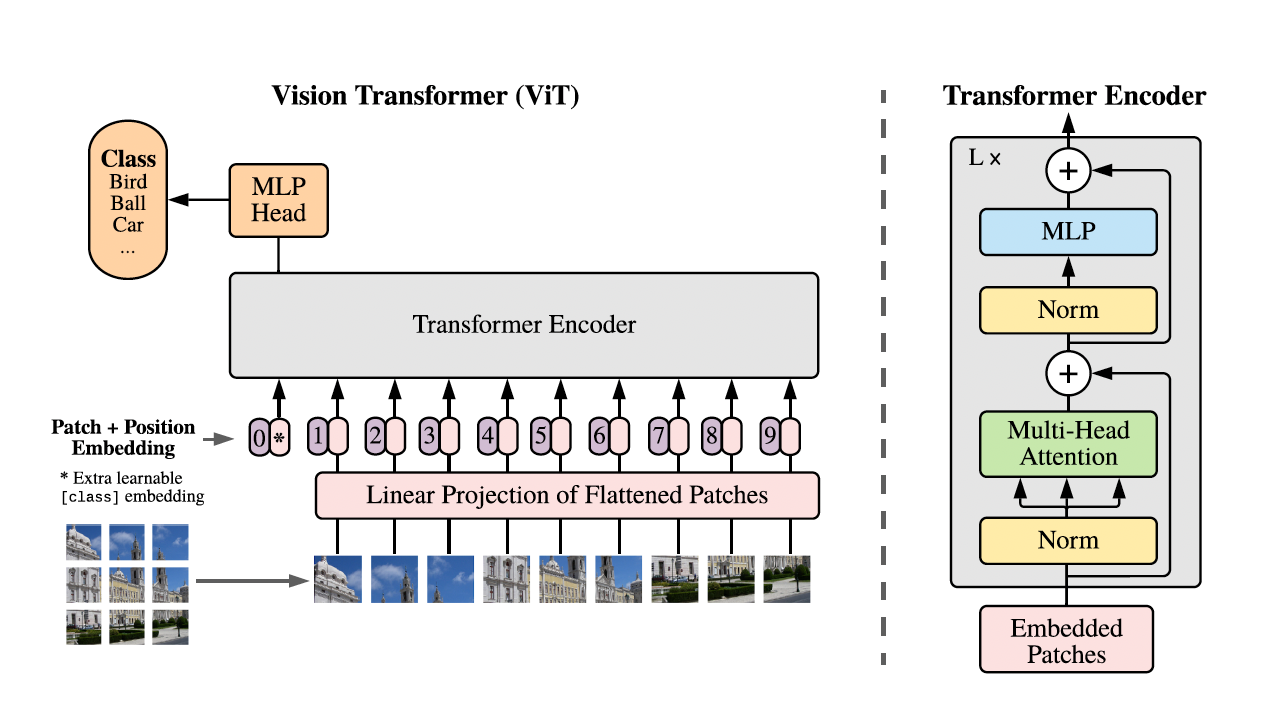 Vision Transformer (ViT)
Class
Bird
Ball
Car
...
MLP
Head
Transformer Encoder
Patch + Position
Embedding
0 * 1 2 3 4 5 6 7 8 9
* Extra learnable
[class] embedding
Linear Projection of Flattened Patches
Transformer Encoder
L ×
+
MLP
Norm
+
Multi-Head
Attention
Norm
Embedded
Patches